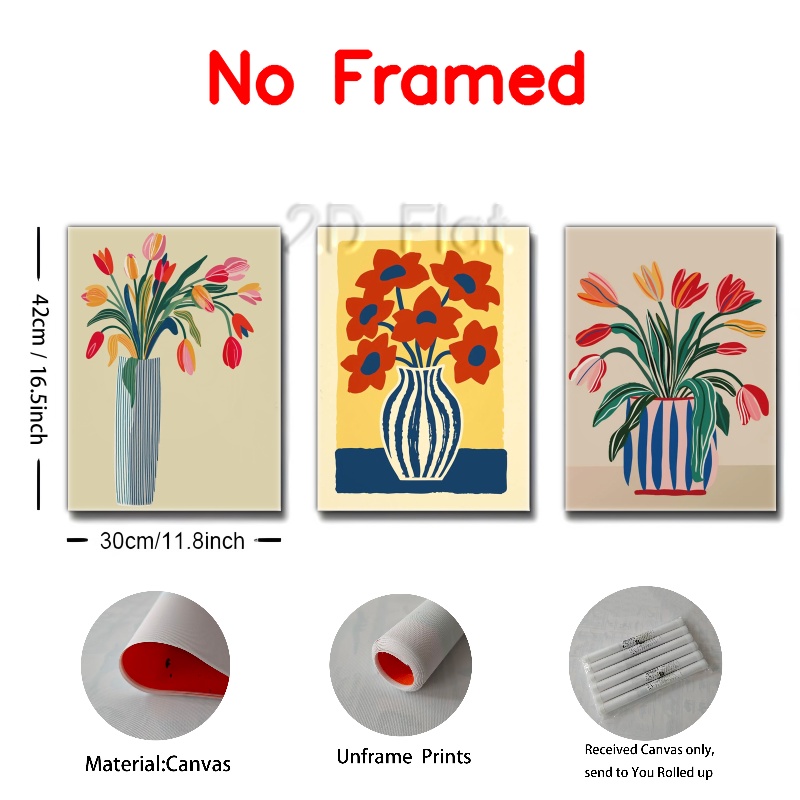 No Framed
2D Flat
42cm / 16.5inch
30cm/11.8inch
Material:Canvas
Unframe Prints
Received Canvas only,
send to You Rolled up